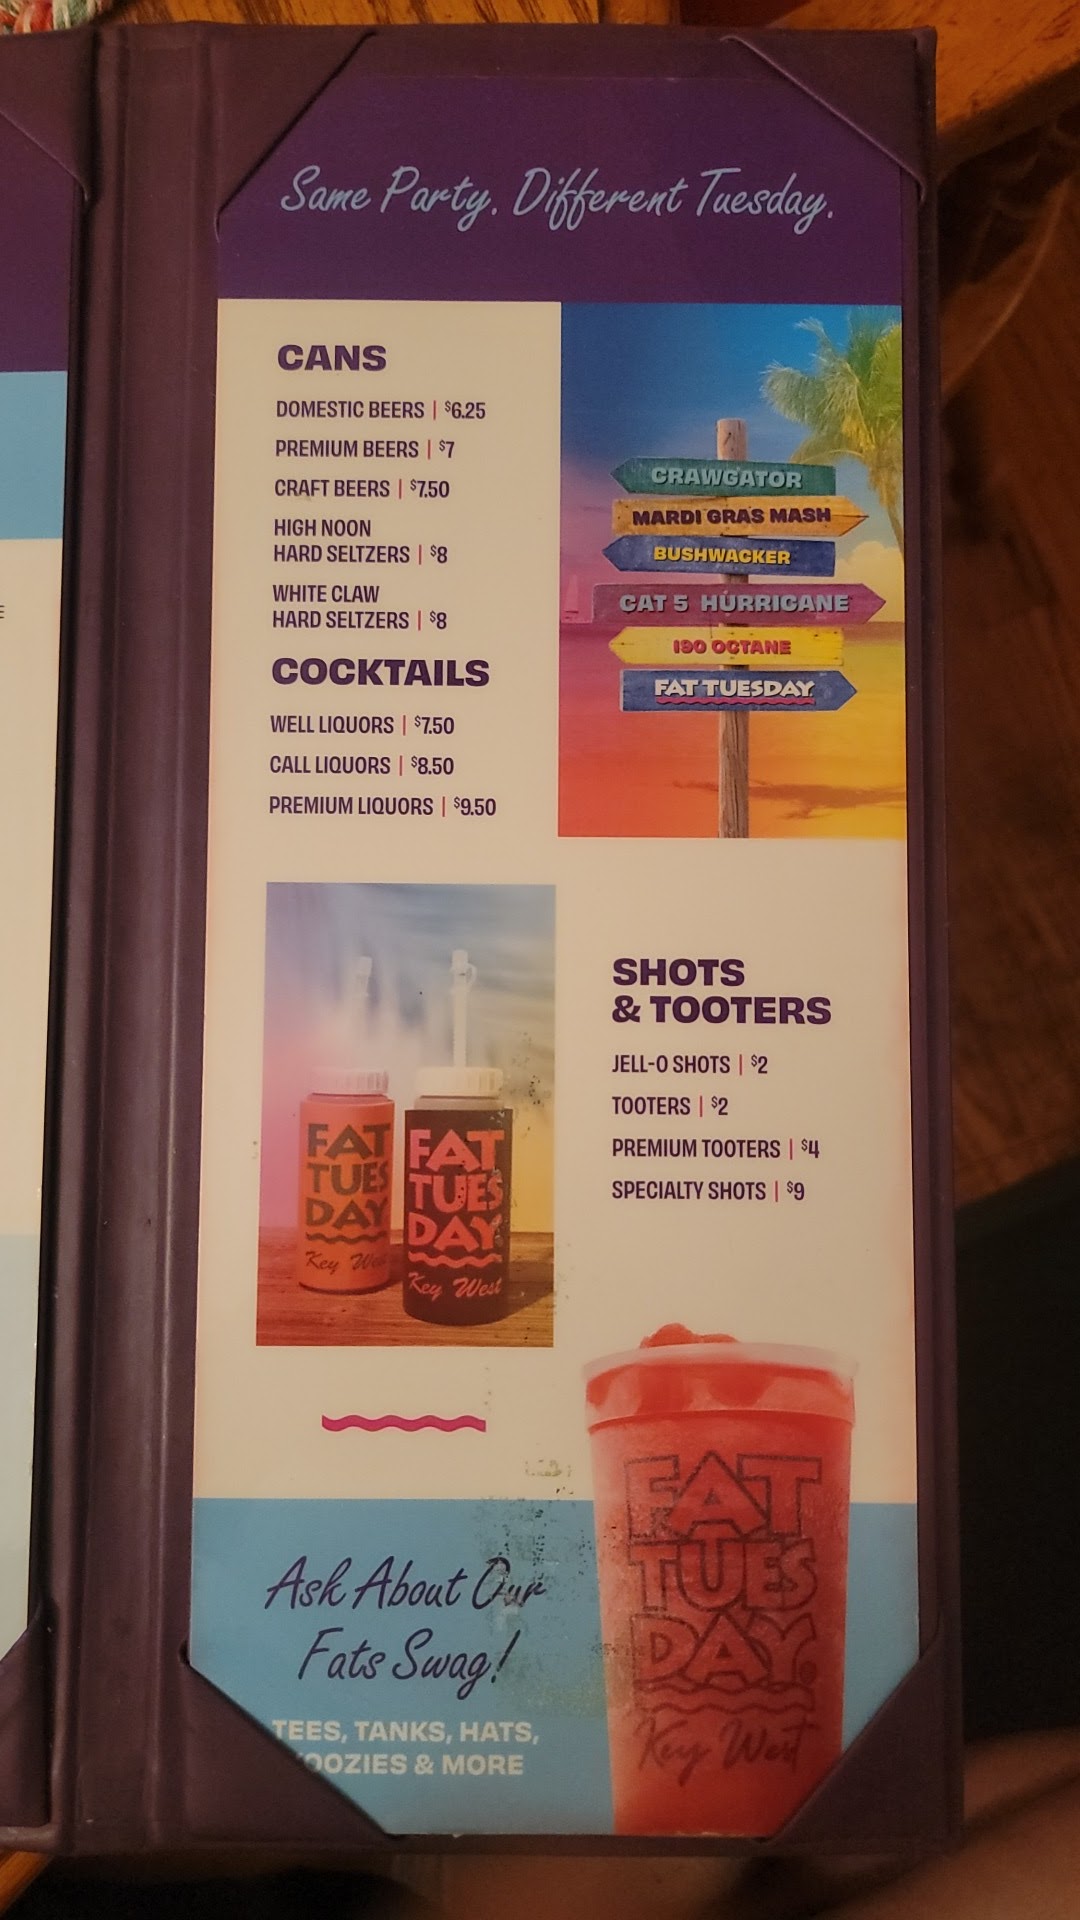 Same Party. Different Tuesday.
CANS
DOMESTIC BEERS | $6.25
PREMIUM BEERS | $7
CRAFT BEERS | $7.50
HIGH NOON
HARD SELTZERS | $8
WHITE CLAW
HARD SELTZERS | $8
COCKTAILS
WELL LIQUORS | $7.50
CALL LIQUORS | $8.50
PREMIUM LIQUORS | $9.50
CRAWGATOR
MARDI GRAS MASH
BUSHWACKER
CAT 5 HURRICANE
190 OCTANE
FAT TUESDAY
FAT
TUES
DAY
Key West
FAT
TUES
DAY
Key West
SHOTS
& TOOTERS
JELL-O SHOTS | $2
TOOTERS | $2
PREMIUM TOOTERS | $4
SPECIALTY SHOTS | $9
Ask About Our
Fats Swag!
TEES, TANKS, HATS,
KOOZIES & MORE
FAT
TUES
DAY®
Key West
E